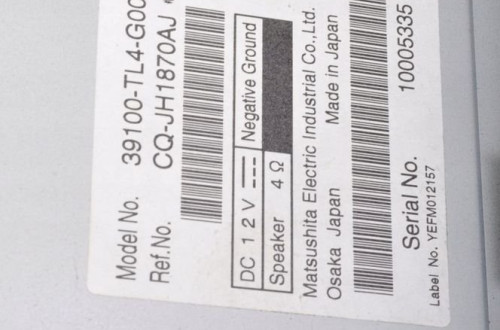 Model No. 39100-TL4-G00
Ref.No. CQ-JH1870AJ
DC 12V Negative Ground
Speaker 4 Ω
Matsushita Electric Industrial Co.,Ltd.
Osaka Japan Made in Japan
Serial No. 10005335
Label No. YEFM012157